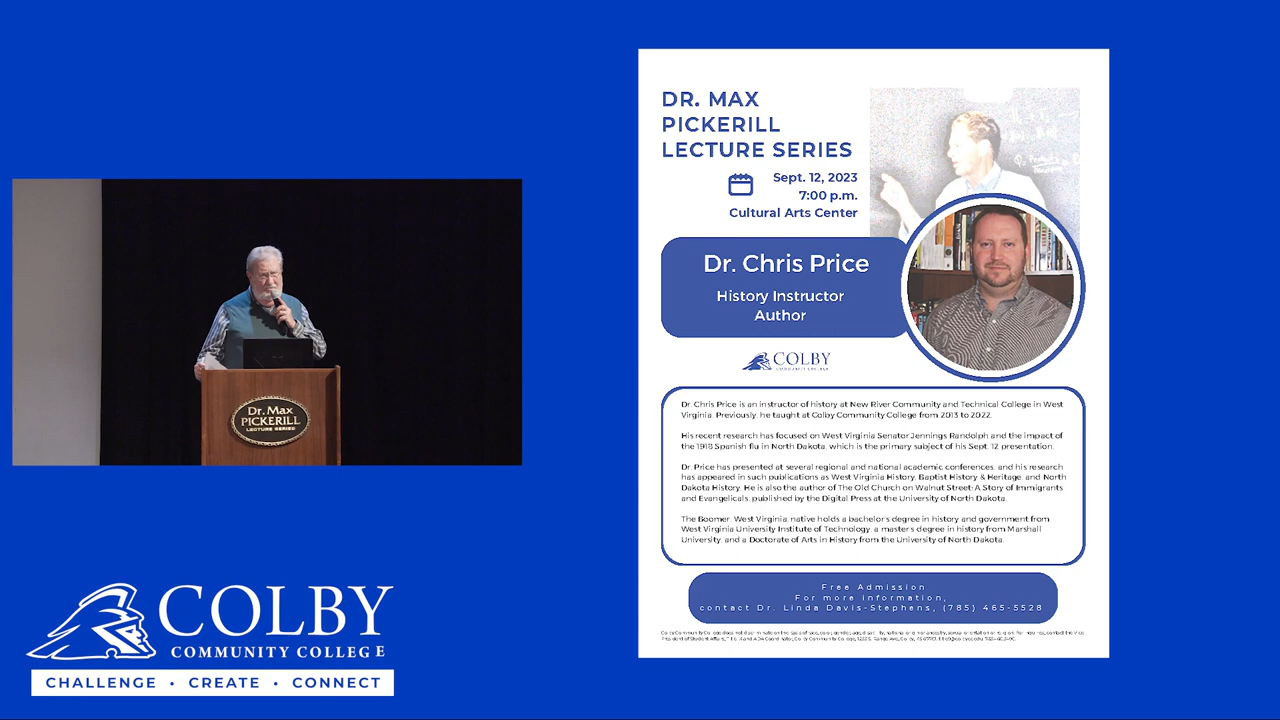 Dr. Max
PICKERILL
LECTURE SERIES
COLBY
COMMUNITY COLLEGE
CHALLENGE • CREATE • CONNECT
DR. MAX
PICKERILL
LECTURE SERIES
Sept. 12, 2023
7:00 p.m.
Cultural Arts Center
Dr. Chris Price
History Instructor
Author
COLBY
COMMUNITY COLLEGE
Dr. Chris Price is an instructor of history at New River Community and Technical College in West
Virginia. Previously, he taught at Colby Community College from 2013 to 2022.
His recent research has focused on West Virginia Senator Jennings Randolph and the impact of
the 1918 Spanish flu in North Dakota, which is the primary subject of his Sept. 12 presentation.
Dr. Price has presented at several regional and national academic conferences, and his research
has appeared in such publications as West Virginia History, Baptist History & Heritage, and North
Dakota History. He is also the author of The Old Church on Walnut Street: A Story of Immigrants
and Evangelicals, published by the Digital Press at the University of North Dakota.
The Boomer, West Virginia, native holds a bachelor's degree in history and government from
West Virginia University Institute of Technology, a master's degree in history from Marshall
University, and a Doctorate of Arts in History from the University of North Dakota.
Free Admission
For more information,
contact Dr. Linda Davis-Stephens, (785) 465-5528